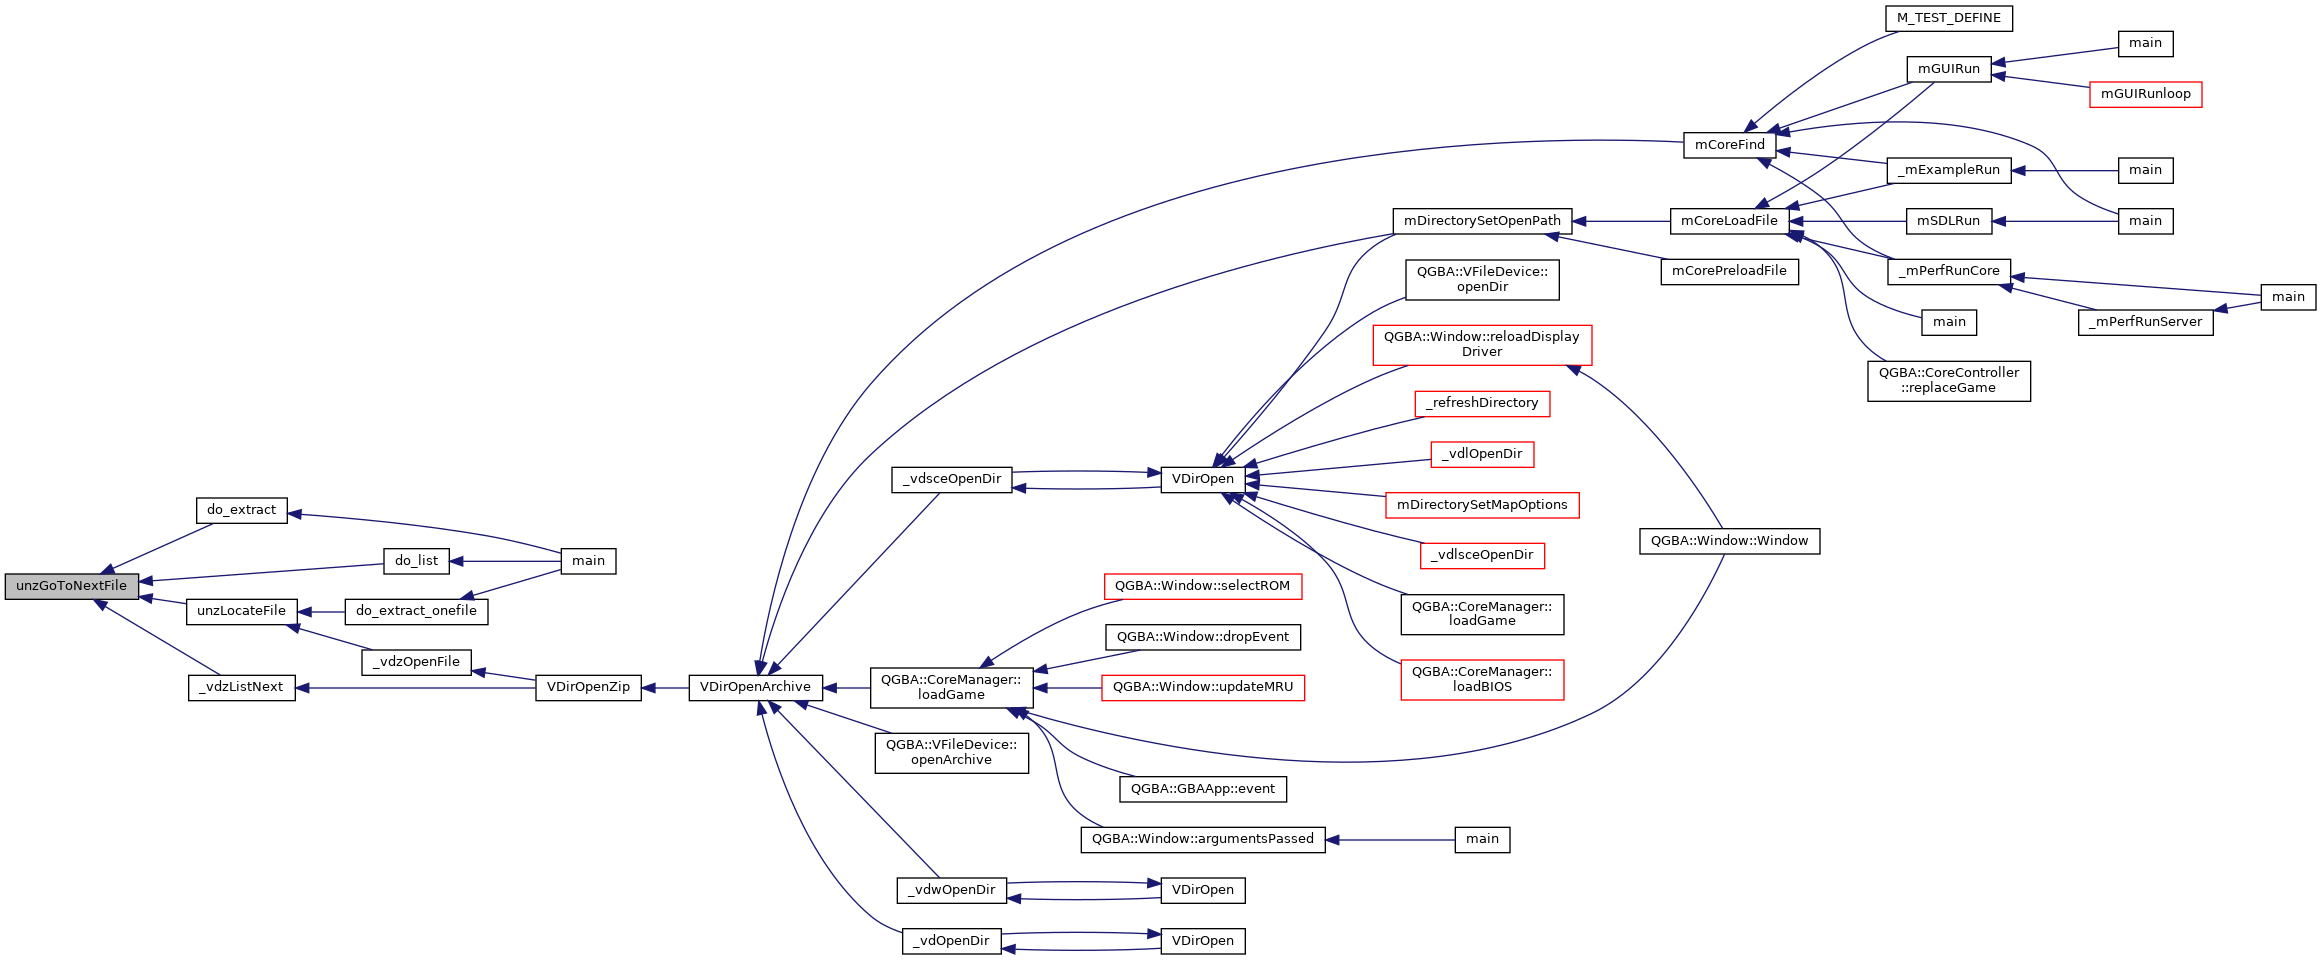 unzGoToNextFile
do_extract
do_list
unzLocateFile
_vdzListNext
main
do_extract_onefile
_vdzOpenFile
VDirOpenZip
VDirOpenArchive
_vdsceOpenDir
QGBA::CoreManager::
loadGame
QGBA::VFileDevice::
openArchive
_vdwOpenDir
_vdOpenDir
VDirOpen
QGBA::Window::selectROM
QGBA::Window::dropEvent
QGBA::Window::updateMRU
QGBA::GBAApp::event
QGBA::Window::argumentsPassed
VDirOpen
VDirOpen
mDirectorySetOpenPath
QGBA::VFileDevice::
openDir
QGBA::Window::reloadDisplay
Driver
_refreshDirectory
_vdlOpenDir
mDirectorySetMapOptions
_vdlsceOpenDir
QGBA::CoreManager::
loadGame
QGBA::CoreManager::
loadBIOS
main
mCoreFind
mCoreLoadFile
mCorePreloadFile
QGBA::Window::Window
M_TEST_DEFINE
mGUIRun
_mExampleRun
mSDLRun
_mPerfRunCore
main
QGBA::CoreController
::replaceGame
main
mGUIRunloop
main
main
_mPerfRunServer
main